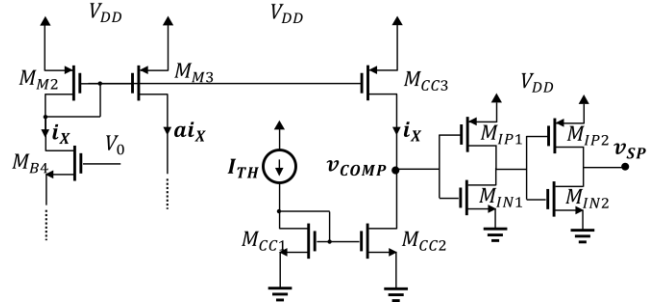 V_DD V_DD V_DD
M_M2 M_M3 M_CC3 V_DD
i_X V_0 ai_X i_X M_IP1 M_IP2
M_B4 I_TH v_COMP v_SP
M_IN1 M_IN2
M_CC1 M_CC2